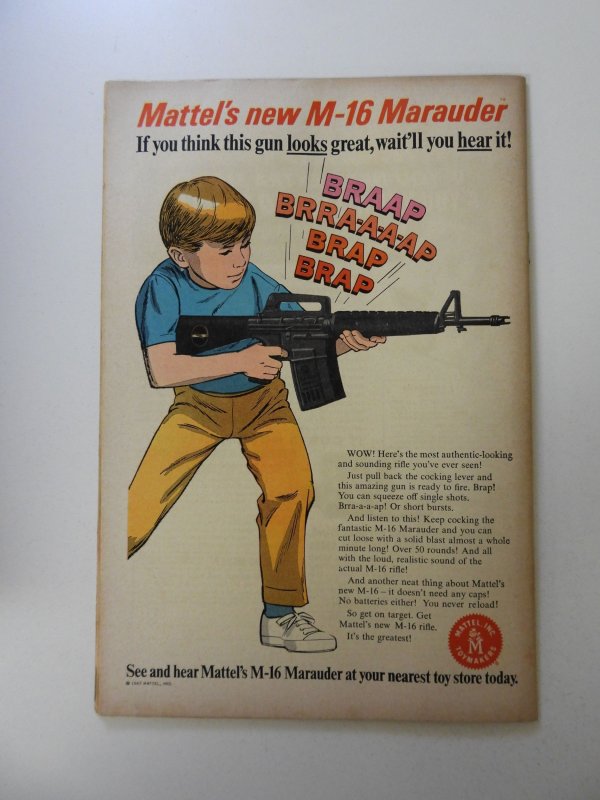 Mattel's new M-16 Marauder™
If you think this gun looks great, wait'll you hear it!
BRAAP
BRRA-A-A-AP
BRAP
BRAP
WOW! Here's the most authentic-looking
and sounding rifle you've ever seen!
Just pull back the cocking lever and
this amazing gun is ready to fire. Brap!
You can squeeze off single shots.
Brra-a-a-ap! Or short bursts.
And listen to this! Keep cocking the
fantastic M-16 Marauder and you can
cut loose with a solid blast almost a whole
minute long! Over 50 rounds! And all
with the loud, realistic sound of the
actual M-16 rifle!
And another neat thing about Mattel's
new M-16 – it doesn't need any caps!
No batteries either! You never reload!
So get on target. Get
Mattel's new M-16 rifle.
It's the greatest!
MATTEL, INC.
M
TOYMAKERS
®
See and hear Mattel's M-16 Marauder at your nearest toy store today.
© 1967 MATTEL, INC.